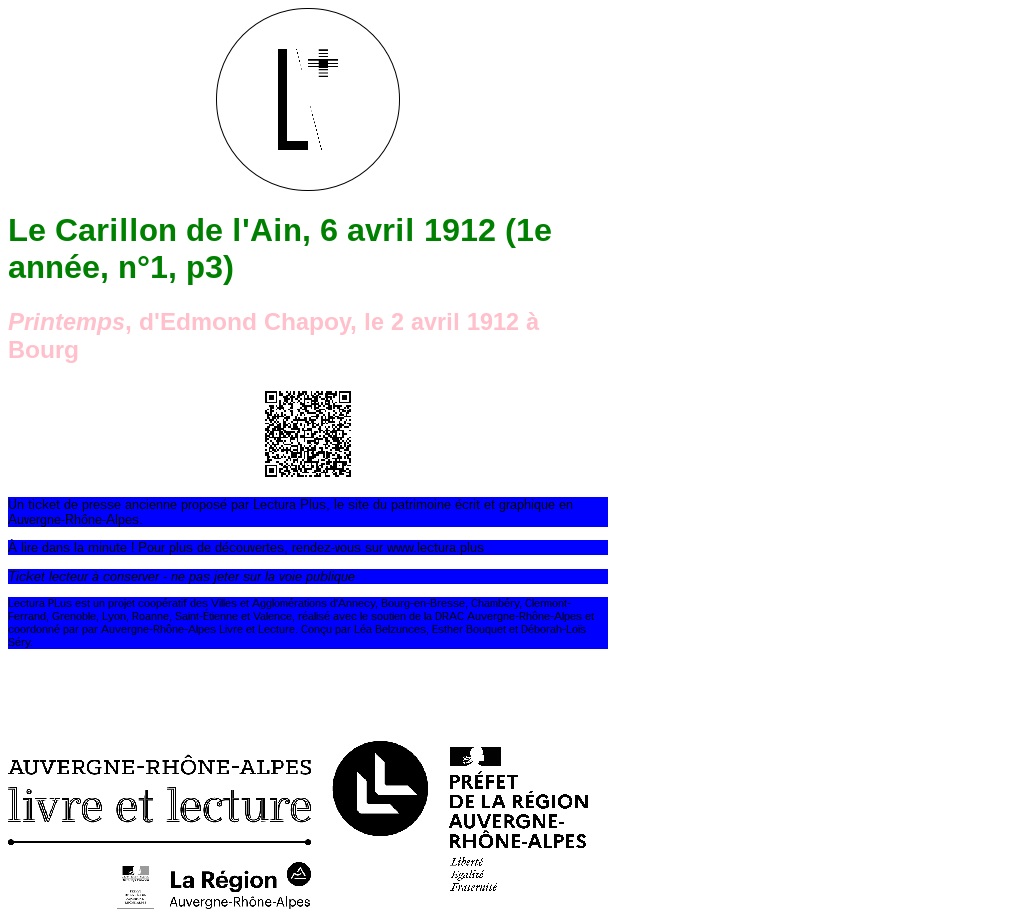 L+
Le Carillon de l'Ain, 6 avril 1912 (1e
année, n°1, p3)
Printemps, d'Edmond Chapoy, le 2 avril 1912 à
Bourg
Un ticket de presse ancienne proposé par Lectura Plus, le site du patrimoine écrit et graphique en
Auvergne-Rhône-Alpes.
À lire dans la minute ! Pour plus de découvertes, rendez-vous sur www.lectura.plus
Ticket lecteur à conserver - ne pas jeter sur la voie publique
Lectura PLus est un projet coopératif des Villes et Agglomérations d'Annecy, Bourg-en-Bresse, Chambéry, Clermont-
Ferrand, Grenoble, Lyon, Roanne, Saint-Étienne et Valence, réalisé avec le soutien de la DRAC Auvergne-Rhône-Alpes et
coordonné par par Auvergne-Rhône-Alpes Livre et Lecture. Conçu par Léa Belzunces, Esther Bouquet et Déborah-Loïs
Séry.
AUVERGNE-RHÔNE-ALPES
livre et lecture
PRÉFET
DE LA RÉGION
AUVERGNE-
RHÔNE-ALPES
Liberté
Égalité
Fraternité
La Région
Auvergne-Rhône-Alpes